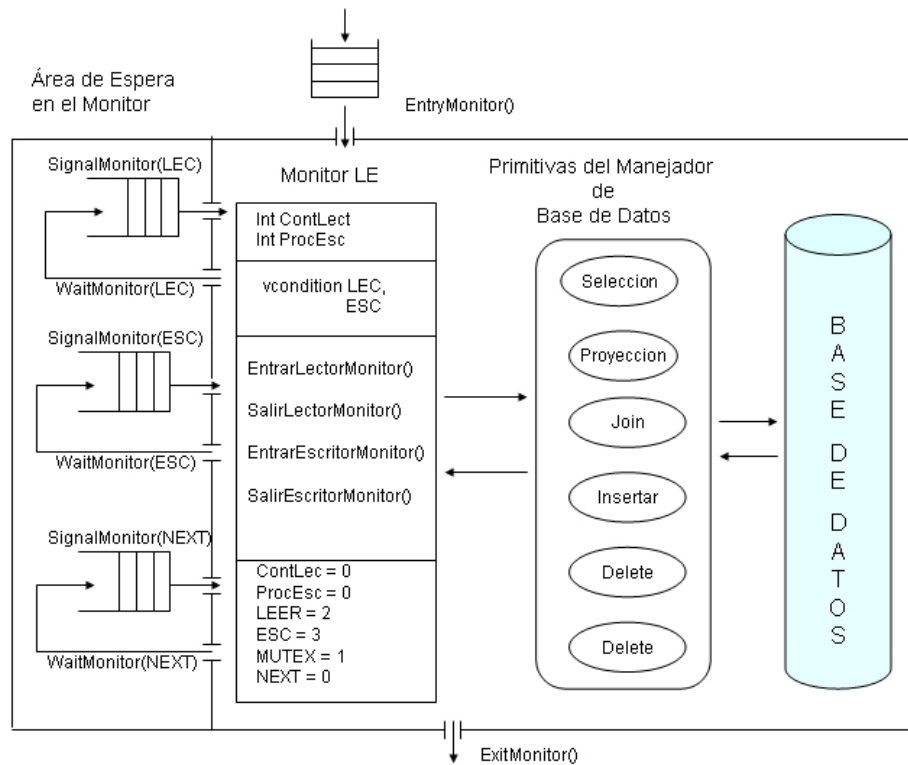 Área de Espera
en el Monitor
EntryMonitor()
SignalMonitor(LEC)
WaitMonitor(LEC)
SignalMonitor(ESC)
WaitMonitor(ESC)
SignalMonitor(NEXT)
WaitMonitor(NEXT)
Monitor LE
Int ContLect
Int ProcEsc
vcondition LEC,
ESC
EntrarLectorMonitor()
SalirLectorMonitor()
EntrarEscritorMonitor()
SalirEscritorMonitor()
ContLec = 0
ProcEsc = 0
LEER = 2
ESC = 3
MUTEX = 1
NEXT = 0
Primitivas del Manejador
de
Base de Datos
Seleccion
Proyeccion
Join
Insertar
Delete
Delete
BASE DE DATOS
ExitMonitor()